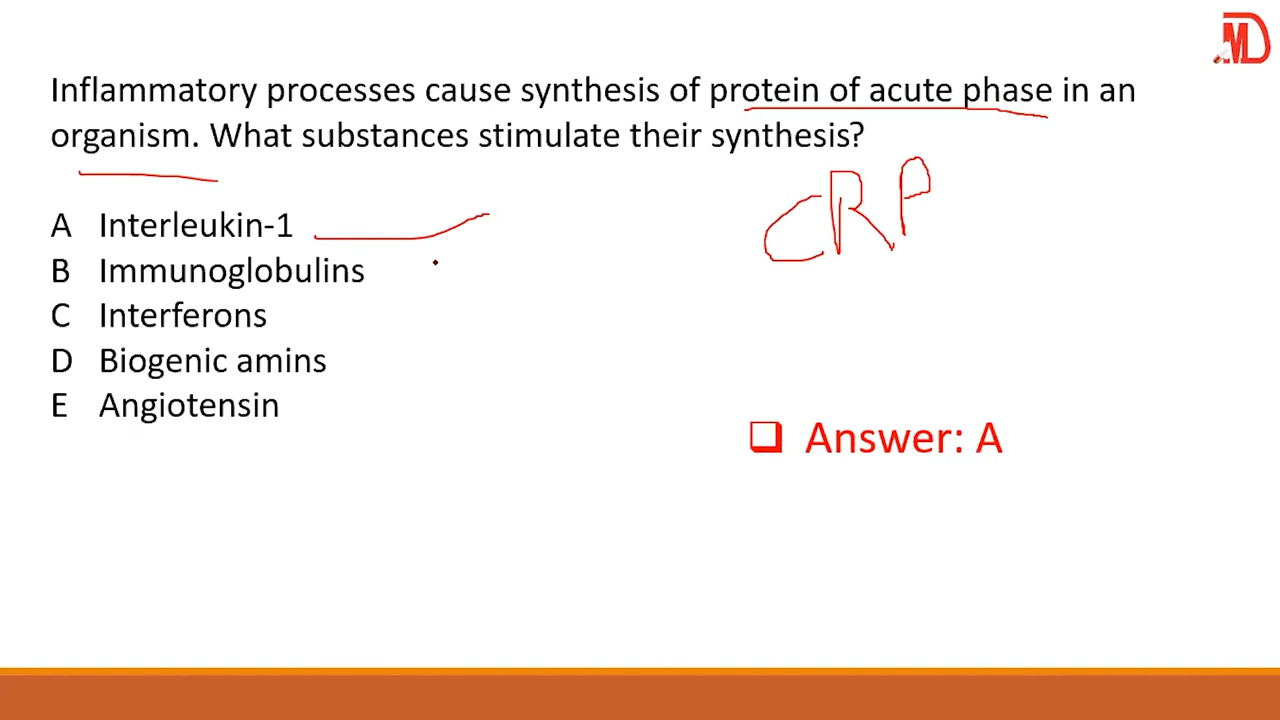 MD
Inflammatory processes cause synthesis of protein of acute phase in an
organism. What substances stimulate their synthesis?
CRP
A Interleukin-1
B Immunoglobulins
C Interferons
D Biogenic amins
E Angiotensin
❑ Answer: A